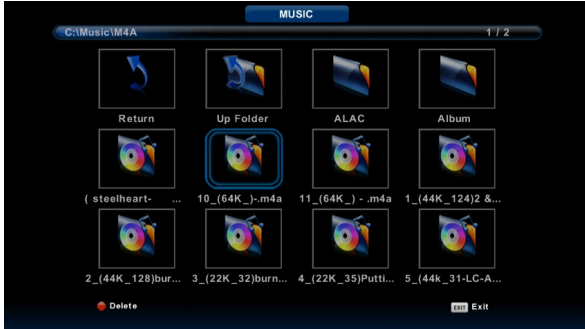 MUSIC
C:\Music\M4A 1 / 2
Return Up Folder ALAC Album
( steelheart- ... 10_(64K_)-.m4a 11_(64K_) - .m4a 1_(44K_124)2 &...
2_(44K_128)bur... 3_(22K_32)burn... 4_(22K_35)Putti... 5_(44k_31-LC-A...
Delete EXIT Exit